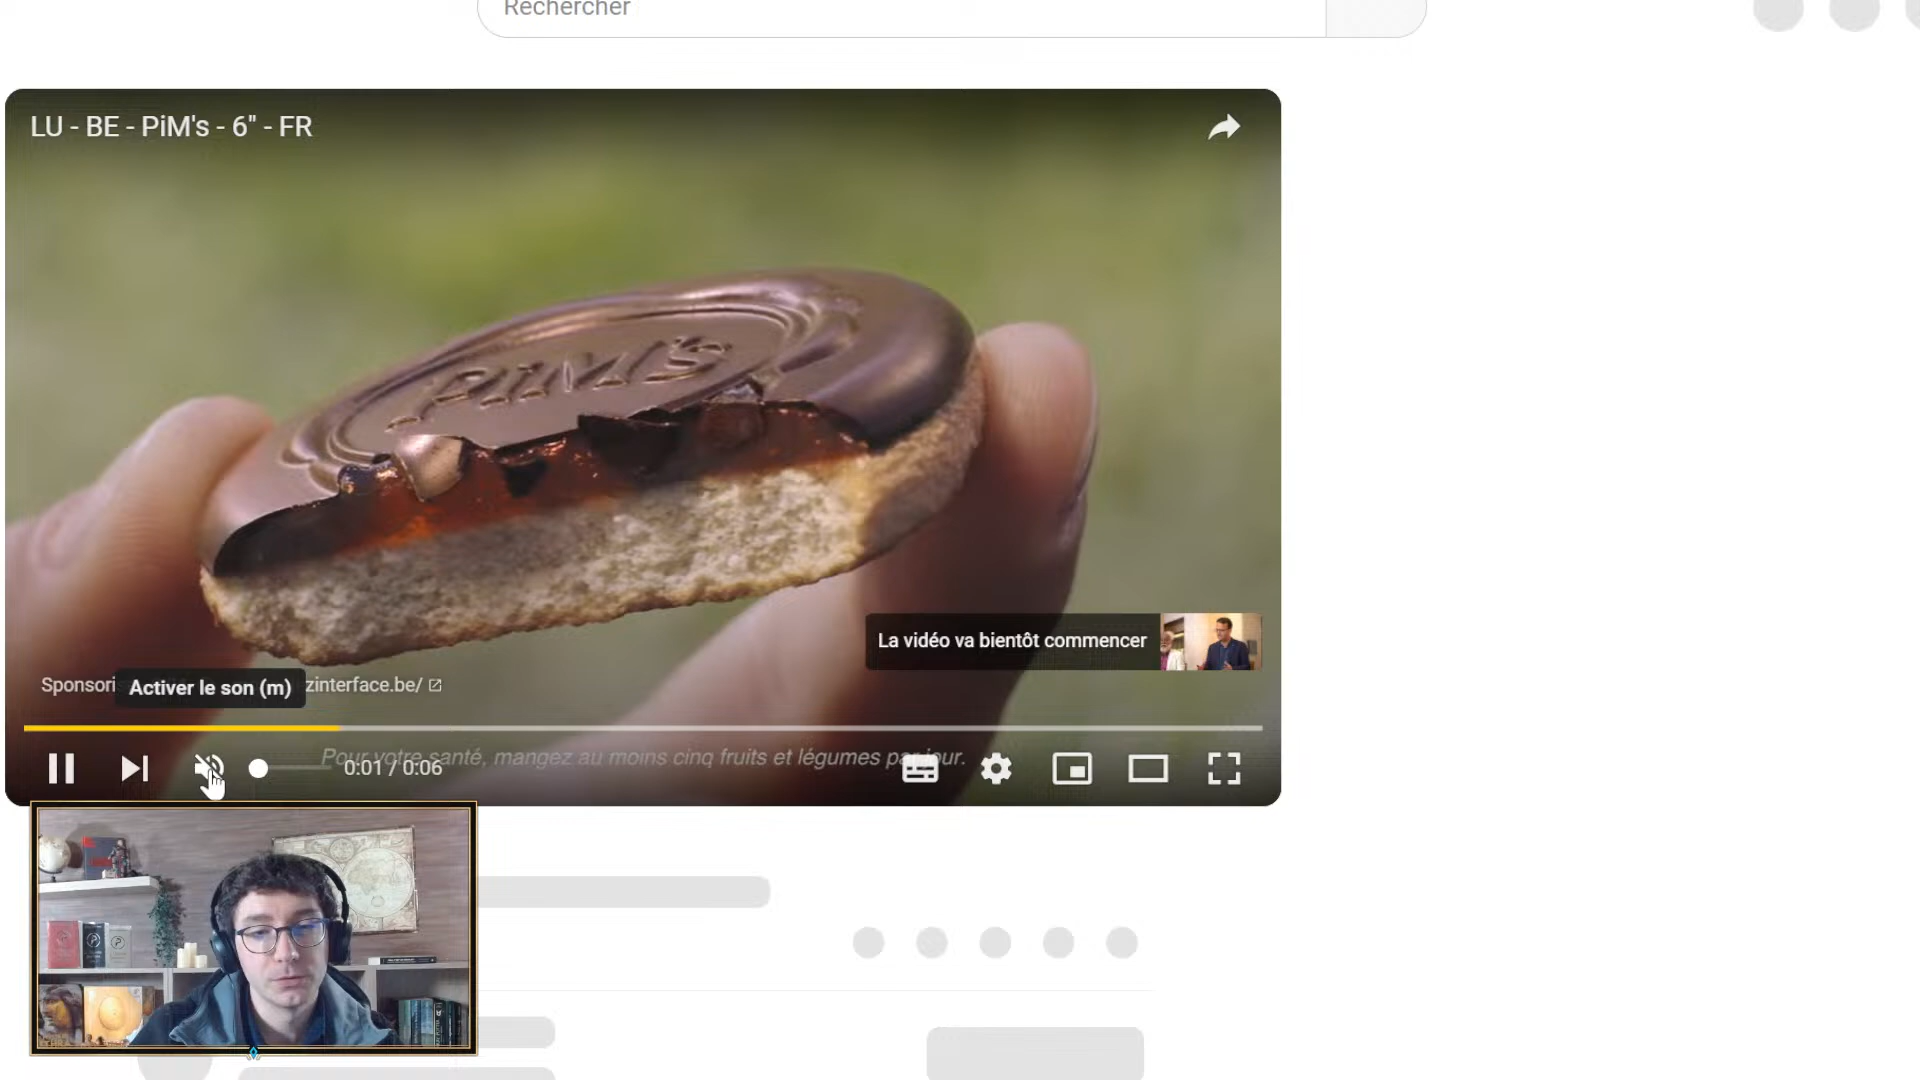 Rechercher
LU - BE - PiM's - 6" - FR
PiM's
La vidéo va bientôt commencer
Sponsori
Activer le son (m)
zinterface.be/
Pour votre santé, mangez au moins cinq fruits et légumes par jour.
0:01 / 0:06